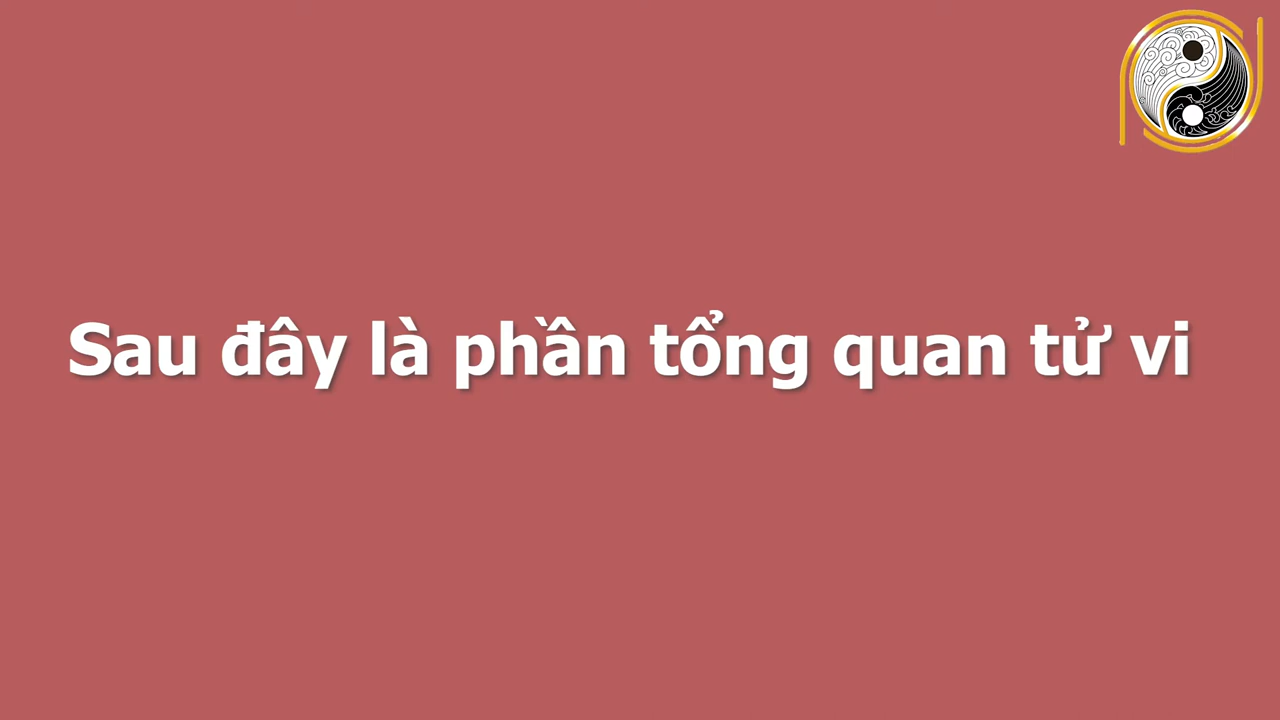 Sau đây là phần tổng quan tử vi